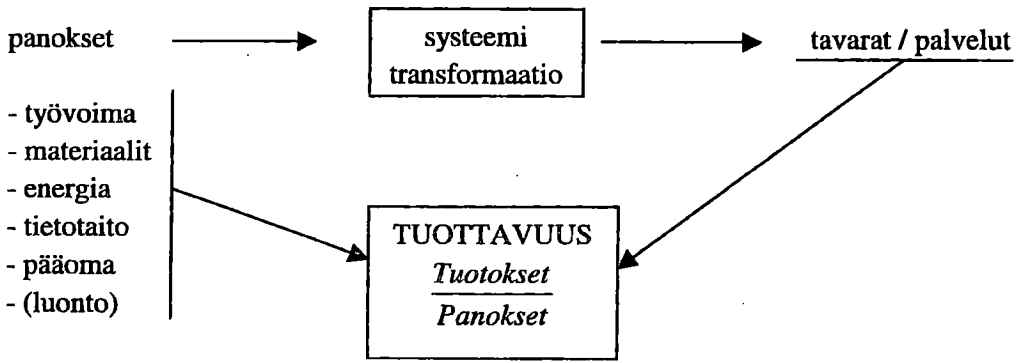 panokset
systeemi
transformaatio
tavarat / palvelut
- työvoima
- materiaalit
- energia
- tietotaito
- pääoma
- (luonto)
TUOTTAVUUS
Tuotokset
Panokset